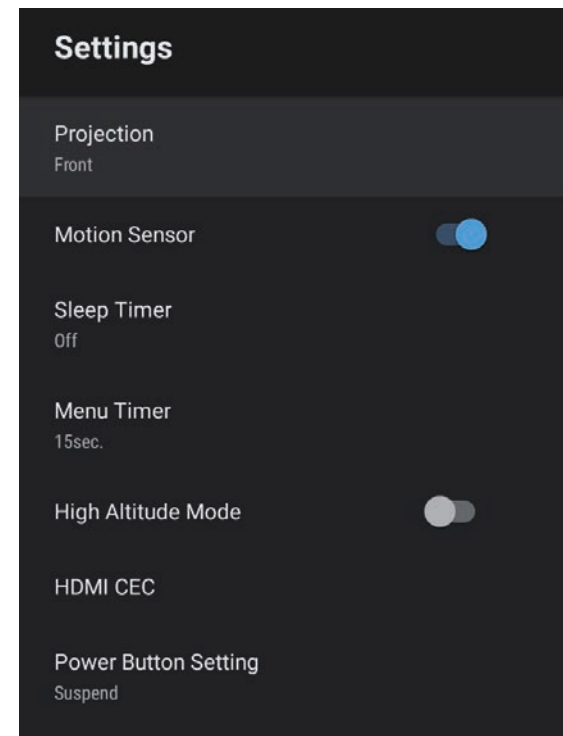 Settings
Projection
Front
Motion Sensor
Sleep Timer
Off
Menu Timer
15sec.
High Altitude Mode
HDMI CEC
Power Button Setting
Suspend